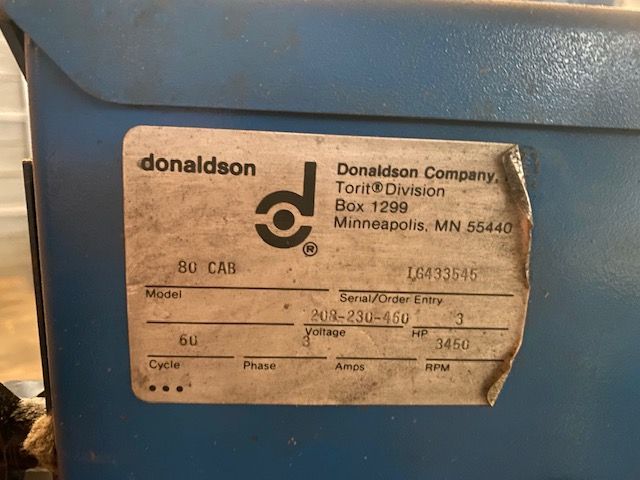 donaldson
Donaldson Company,
Torit® Division
Box 1299
Minneapolis, MN 55440
d
®
80 CAB IG433545
Model Serial/Order Entry
208-230-460 3
Voltage HP
60 3 3450
Cycle Phase Amps RPM